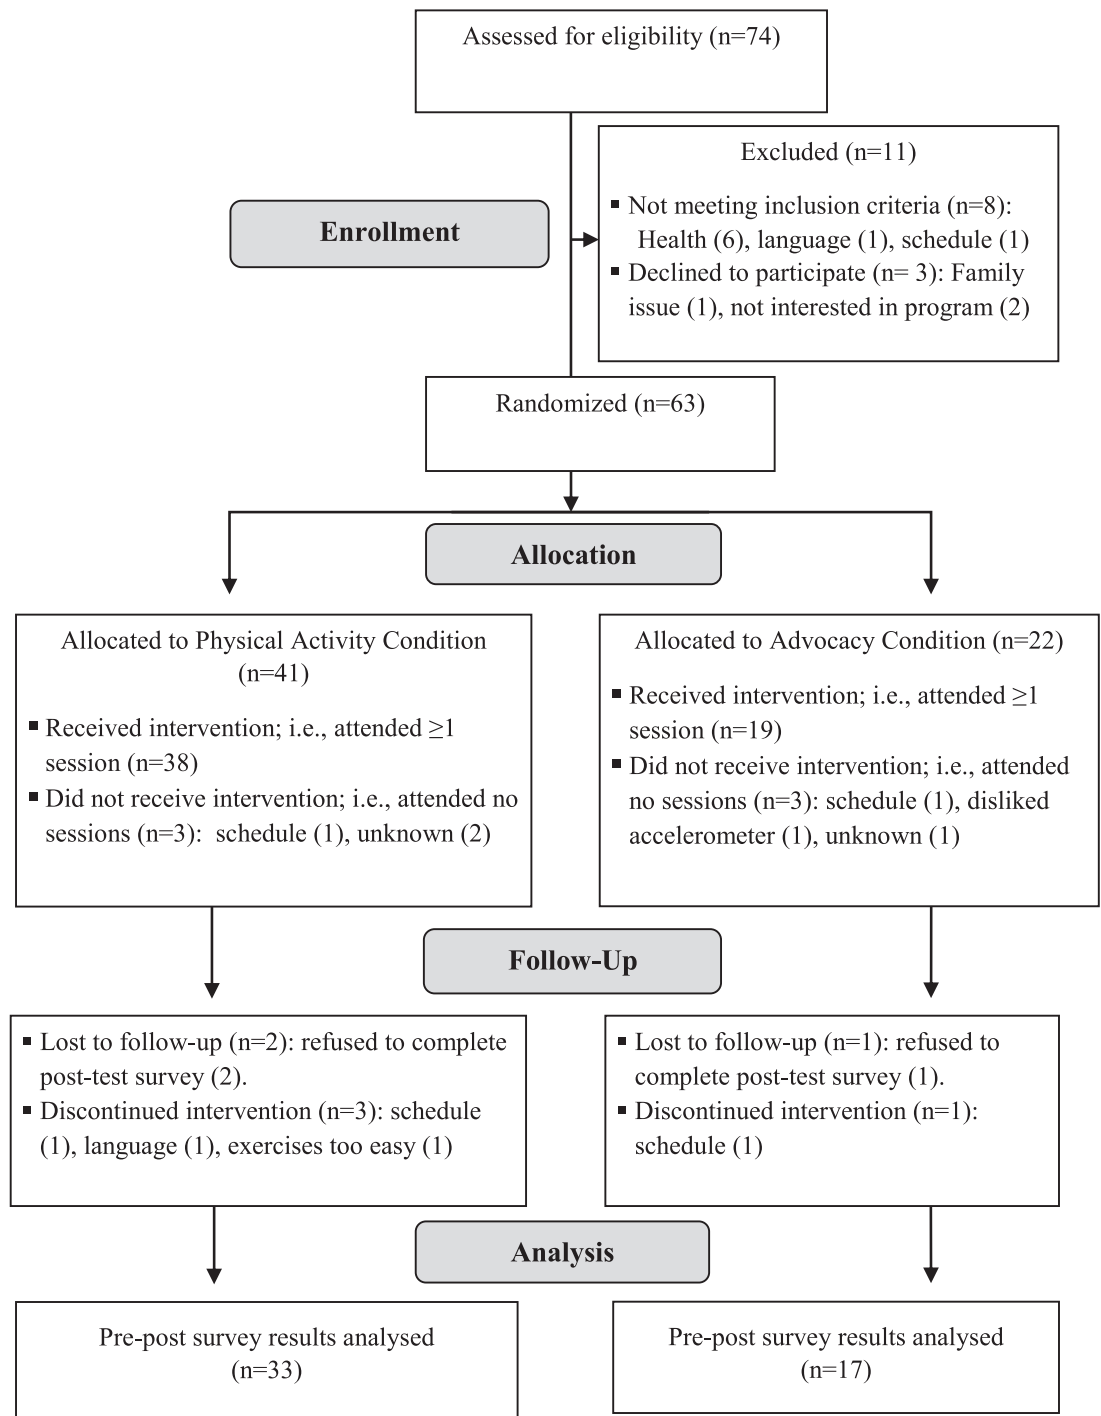 Assessed for eligibility (n=74)
Excluded (n=11)
▪ Not meeting inclusion criteria (n=8):
Health (6), language (1), schedule (1)
▪ Declined to participate (n= 3): Family
issue (1), not interested in program (2)
Enrollment
Randomized (n=63)
Allocation
Allocated to Physical Activity Condition
(n=41)
▪ Received intervention; i.e., attended ≥1
session (n=38)
▪ Did not receive intervention; i.e., attended no
sessions (n=3): schedule (1), unknown (2)
Allocated to Advocacy Condition (n=22)
▪ Received intervention; i.e., attended ≥1
session (n=19)
▪ Did not receive intervention; i.e., attended
no sessions (n=3): schedule (1), disliked
accelerometer (1), unknown (1)
Follow-Up
▪ Lost to follow-up (n=2): refused to complete
post-test survey (2).
▪ Discontinued intervention (n=3): schedule
(1), language (1), exercises too easy (1)
▪ Lost to follow-up (n=1): refused to
complete post-test survey (1).
▪ Discontinued intervention (n=1):
schedule (1)
Analysis
Pre-post survey results analysed
(n=33)
Pre-post survey results analysed
(n=17)